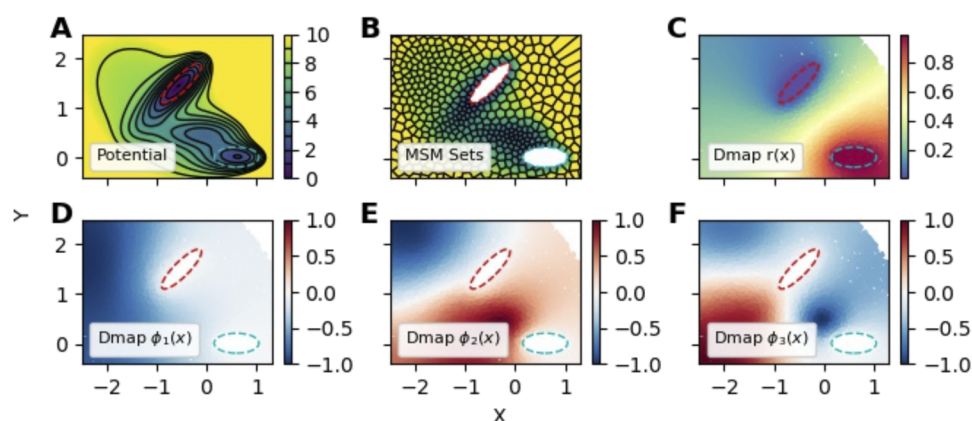 A
B
C
2
1
0
10
8
6
4
2
0
Potential
MSM Sets
0.8
0.6
0.4
0.2
Dmap r(x)
Y
D
E
F
2
1
0
1.0
0.5
0.0
−0.5
−1.0
Dmap ϕ₁(x)
1.0
0.5
0.0
−0.5
−1.0
Dmap ϕ₂(x)
1.0
0.5
0.0
−0.5
−1.0
Dmap ϕ₃(x)
−2 −1 0 1
−2 −1 0 1
−2 −1 0 1
X